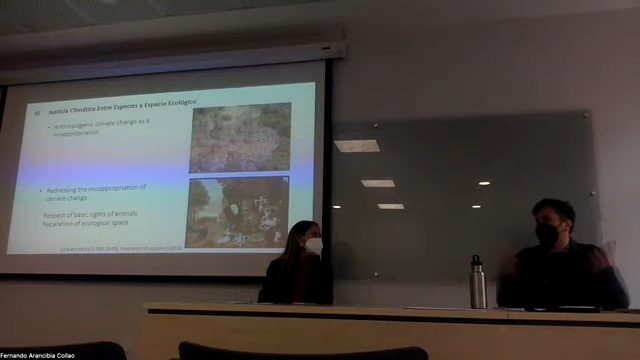 III. Justicia Climática Entre Especies y Espacio Ecológico
• Anthropogenic climate change as a
misappropriation
• Redressing the misappropriation of
climate change
Respect of basic rights of animals
Reparation of ecological space
Fernando Arancibia Collao